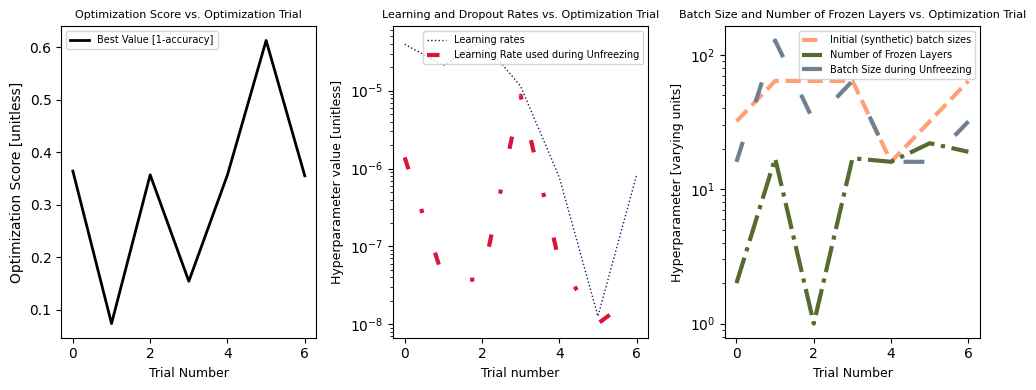 Optimization Score vs. Optimization Trial
Optimization Score [unitless]
0.6
0.5
0.4
0.3
0.2
0.1
Best Value [1-accuracy]
0 2 4 6
Trial Number
Learning and Dropout Rates vs. Optimization Trial
Hyperparameter value [unitless]
10⁻⁵
10⁻⁶
10⁻⁷
10⁻⁸
Learning rates
Learning Rate used during Unfreezing
0 2 4 6
Trial number
Batch Size and Number of Frozen Layers vs. Optimization Trial
Hyperparameter [varying units]
10²
10¹
10⁰
Initial (synthetic) batch sizes
Number of Frozen Layers
Batch Size during Unfreezing
0 2 4 6
Trial Number